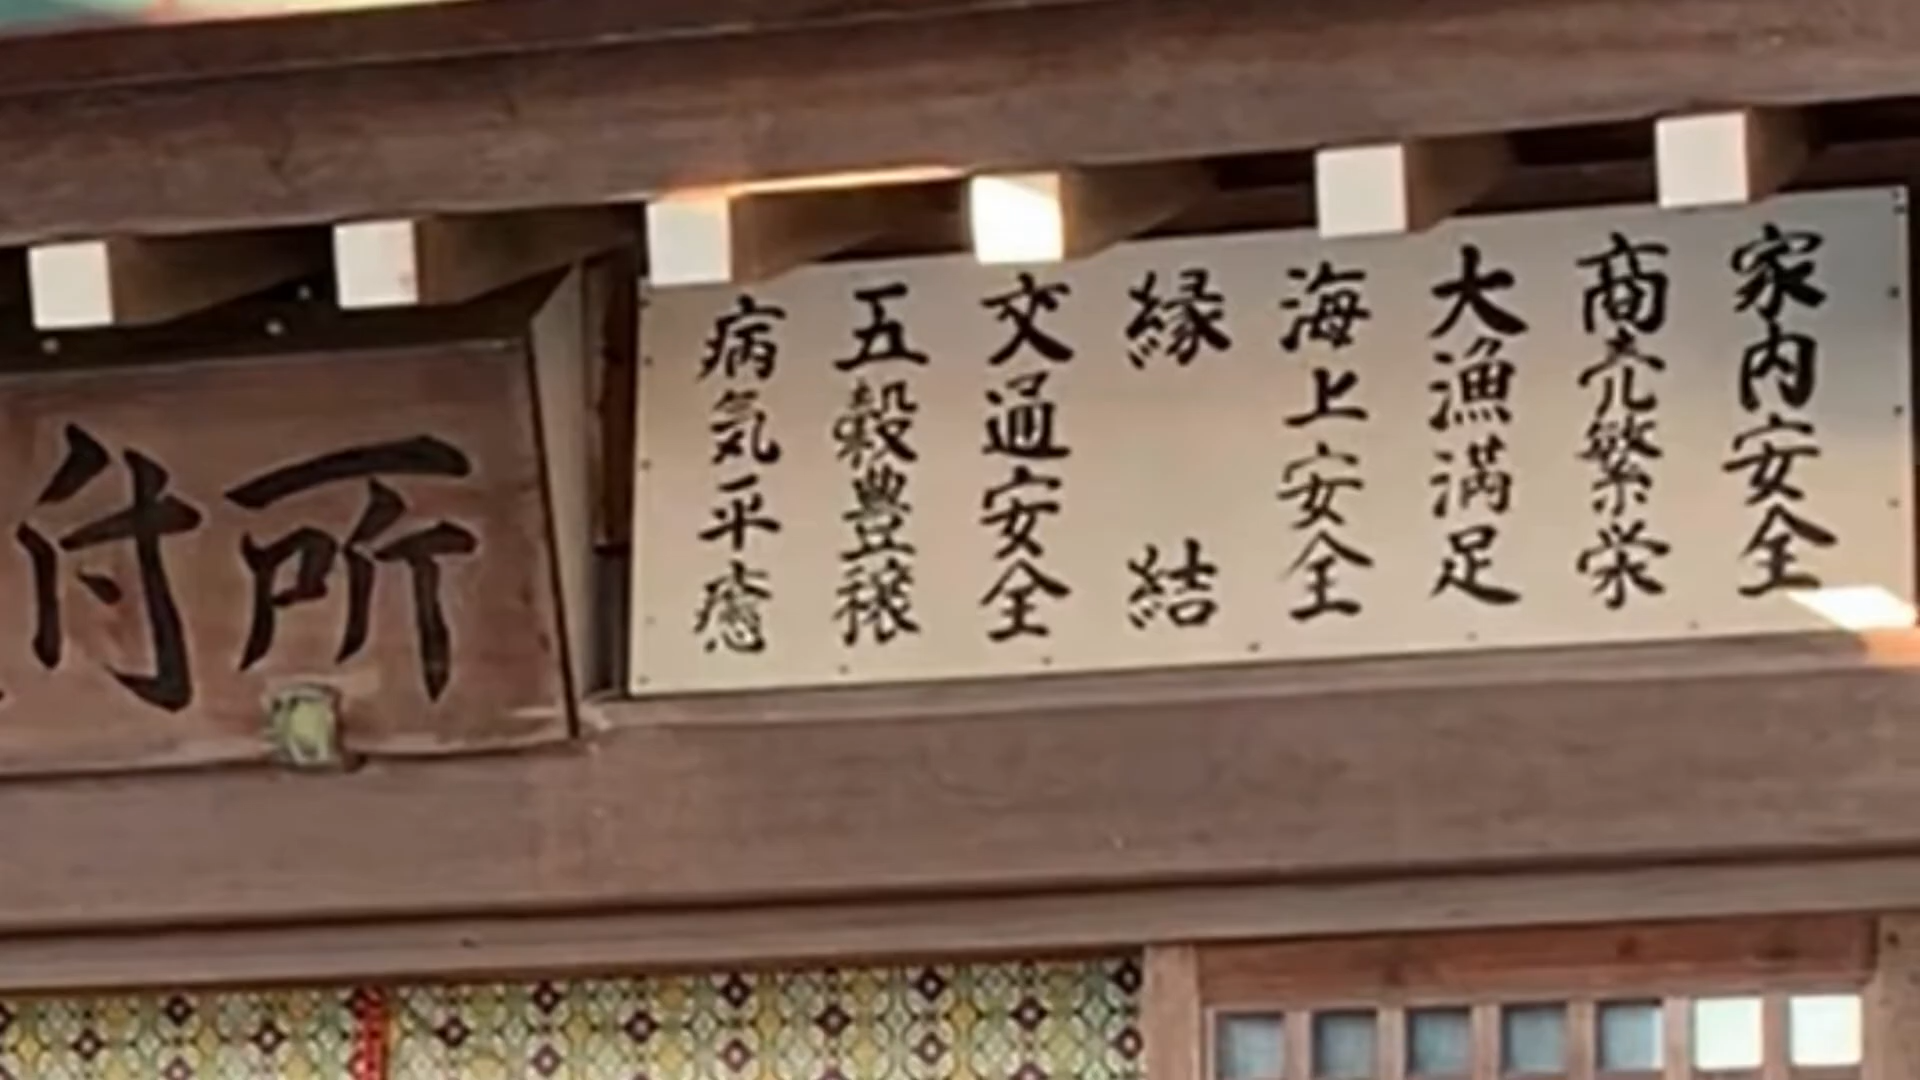 家内安全
商売繁栄
大漁満足
海上安全
縁結
交通安全
五穀豊穣
病気平癒
付所